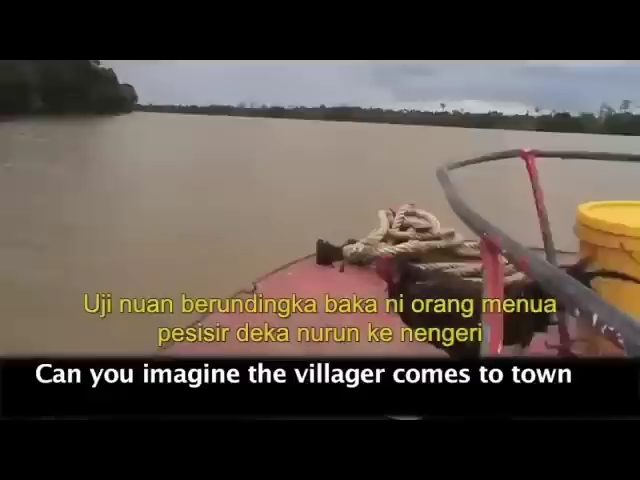 Uji nuan berundingka baka ni orang menua
pesisir deka nurun ke nengeri
Can you imagine the villager comes to town